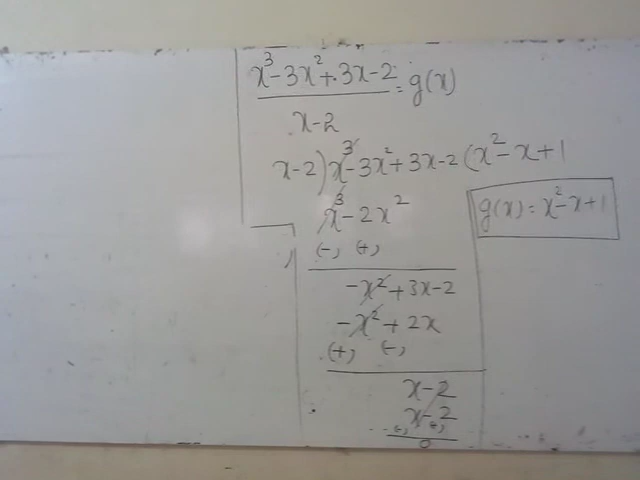 x³-3x²+3x-2 = g(x)
x-2
x-2)x³-3x²+3x-2(x²-x+1
x³-2x²
(-) (+)
g(x)=x²-x+1
-x²+3x-2
-x²+2x
(+) (-)
x-2
x-2
(-) (+)
0